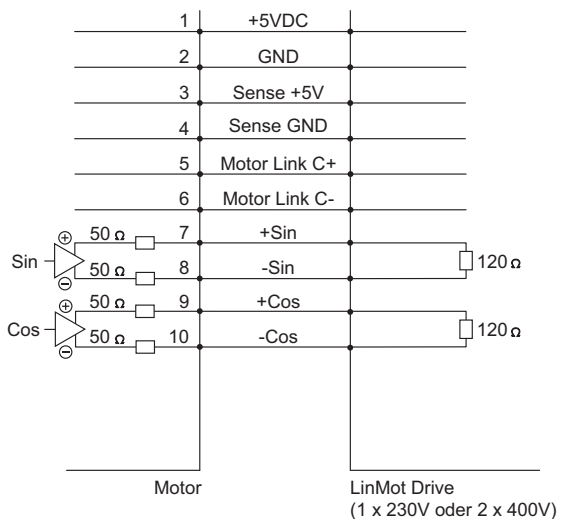 1 +5VDC
2 GND
3 Sense +5V
4 Sense GND
5 Motor Link C+
6 Motor Link C-
⊕ 50 Ω 7 +Sin
Sin 120 Ω
⊖ 50 Ω 8 -Sin
⊕ 50 Ω 9 +Cos
Cos 120 Ω
⊖ 50 Ω 10 -Cos
Motor LinMot Drive
(1 x 230V oder 2 x 400V)